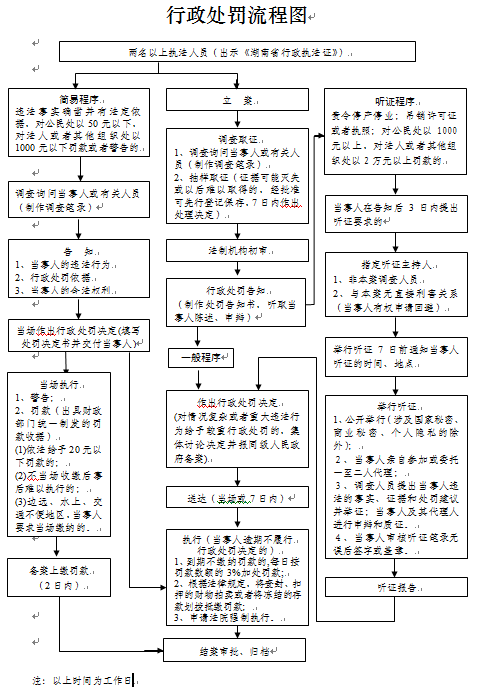 行政处罚流程图
两名以上执法人员（出示《湖南省行政执法证》）
简易程序
违法事实确凿并有法定依
据，对公民处以 50 元以下，
对法人或者其他组织处以
1000 元以下罚款或者警告的
调查询问当事人或有关人员
（制作调查笔录）
告　知
1、当事人的违法行为
2、行政处罚依据
3、当事人的合法权利
当场作出行政处罚决定(填写
处罚决定书并交付当事人)
当场执行
1、警告；
2、罚款（出具财政
部门统一制发的罚
款收据）
(1)依法给于 20 元以
下罚款的；
(2)不当场收缴后事
后难以执行的；
(3)边远、水上、交
通不便地区，当事人
要求当场缴纳的。
备案上缴罚款
（2 日内）
立　案
调查取证
1、调查询问当事人或有关人
员（制作调查笔录）
2、抽样取证（证据可能灭失
或以后难以取得的，经批准
可先行登记保存，7 日内作出
处理决定）
法制机构初审
行政处罚告知
（制作处罚告知书，听取当
事人陈述、申辩）
一般程序
作出行政处罚决定
(对情况复杂或者重大违法行
为给于较重行政处罚的，集
体讨论决定并报同级人民政
府备案)
送达（当场或 7 日内）
执行（当事人逾期不履行
行政处罚决定的）
1、到期不缴罚款的，每日按
罚款数额的 3%加处罚款；
2、根据法律规定，将查封、扣
押的财物拍卖或者将冻结的存
款划拨抵缴罚款；
3、申请法院强制执行。
结案审批、归档
听证程序
责令停产停业；吊销许可证
或者执照；对公民处以 1000
元以上，对法人或者其他组
织处以 2 万元以上罚款的
当事人在告知后 3 日内提出
听证要求的
指定听证主持人
1、非本案调查人员
2、与本案无直接利害关系
（当事人有权申请回避）
举行听证 7 日前通知当事人
听证的时间、地点
举行听证
1、公开举行（涉及国家秘密、
商业秘密、个人隐私的除
外）；
2、当事人亲自参加或委托
一至二人代理；
3、调查人员提出当事人违
法的事实、证据和处罚建议
并举证；当事人及其代理人
进行申辩和质证。
4、当事人审核听证笔录无
误后签字或盖章。
听证报告
注：以上时间为工作日